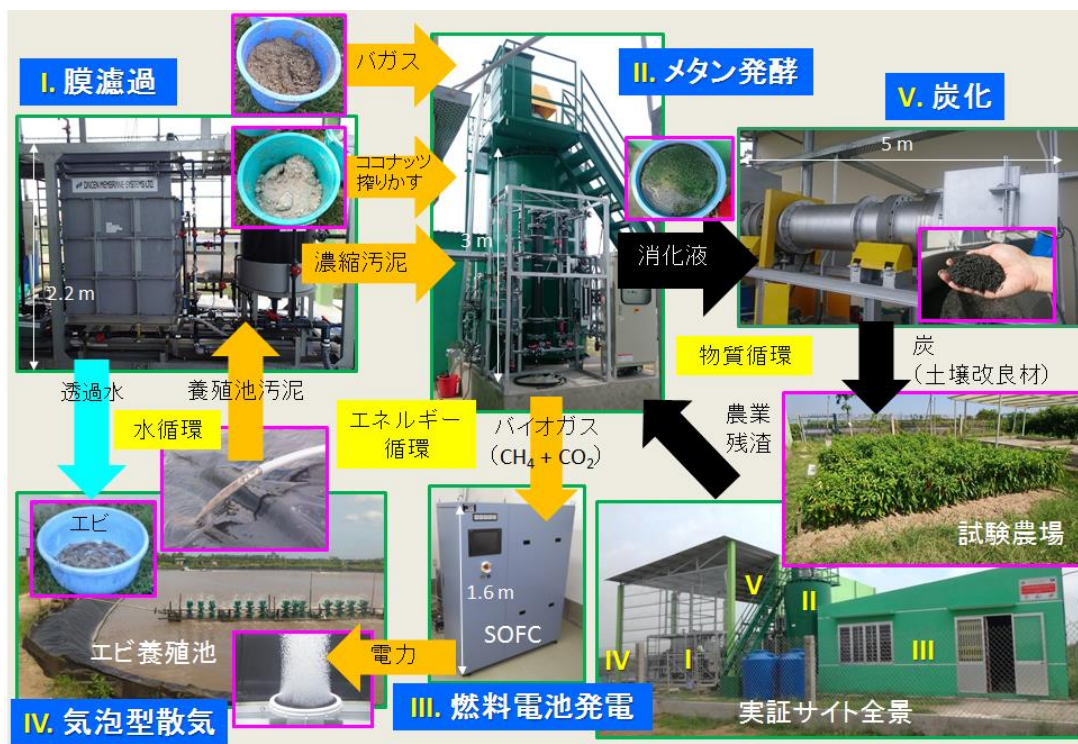 I. 膜濾過
バガス
II. メタン発酵
V. 炭化
ココナッツ
搾りかす
濃縮汚泥
DAICEN MEMBRANE SYSTEMS LTD.
2.2 m
3 m
消化液
5 m
透過水
養殖池汚泥
水循環
エネルギー
循環
バイオガス
(CH₄ + CO₂)
物質循環
農業
残渣
炭
(土壌改良材)
エビ
エビ養殖池
1.6 m
SOFC
電力
試験農場
V
II
IV
I
III
実証サイト全景
IV. 気泡型散気
III. 燃料電池発電